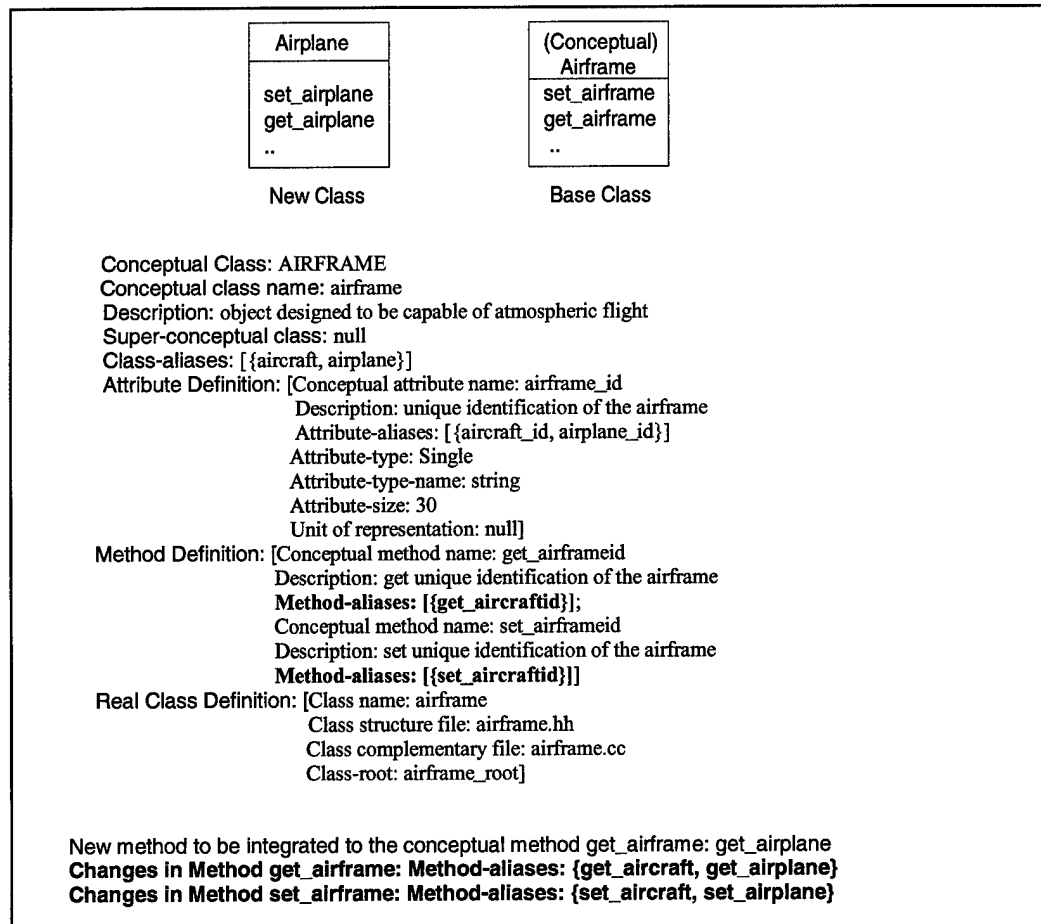 Airplane
set_airplane
get_airplane
..
New Class
(Conceptual)
Airframe
set_airframe
get_airframe
..
Base Class
Conceptual Class: AIRFRAME
Conceptual class name: airframe
Description: object designed to be capable of atmospheric flight
Super-conceptual class: null
Class-aliases: [{aircraft, airplane}]
Attribute Definition: [Conceptual attribute name: airframe_id
Description: unique identification of the airframe
Attribute-aliases: [{aircraft_id, airplane_id}]
Attribute-type: Single
Attribute-type-name: string
Attribute-size: 30
Unit of representation: null]
Method Definition: [Conceptual method name: get_airframeid
Description: get unique identification of the airframe
Method-aliases: [{get_aircraftid}];
Conceptual method name: set_airframeid
Description: set unique identification of the airframe
Method-aliases: [{set_aircraftid}]]
Real Class Definition: [Class name: airframe
Class structure file: airframe.hh
Class complementary file: airframe.cc
Class-root: airframe_root]
New method to be integrated to the conceptual method get_airframe: get_airplane
Changes in Method get_airframe: Method-aliases: {get_aircraft, get_airplane}
Changes in Method set_airframe: Method-aliases: {set_aircraft, set_airplane}